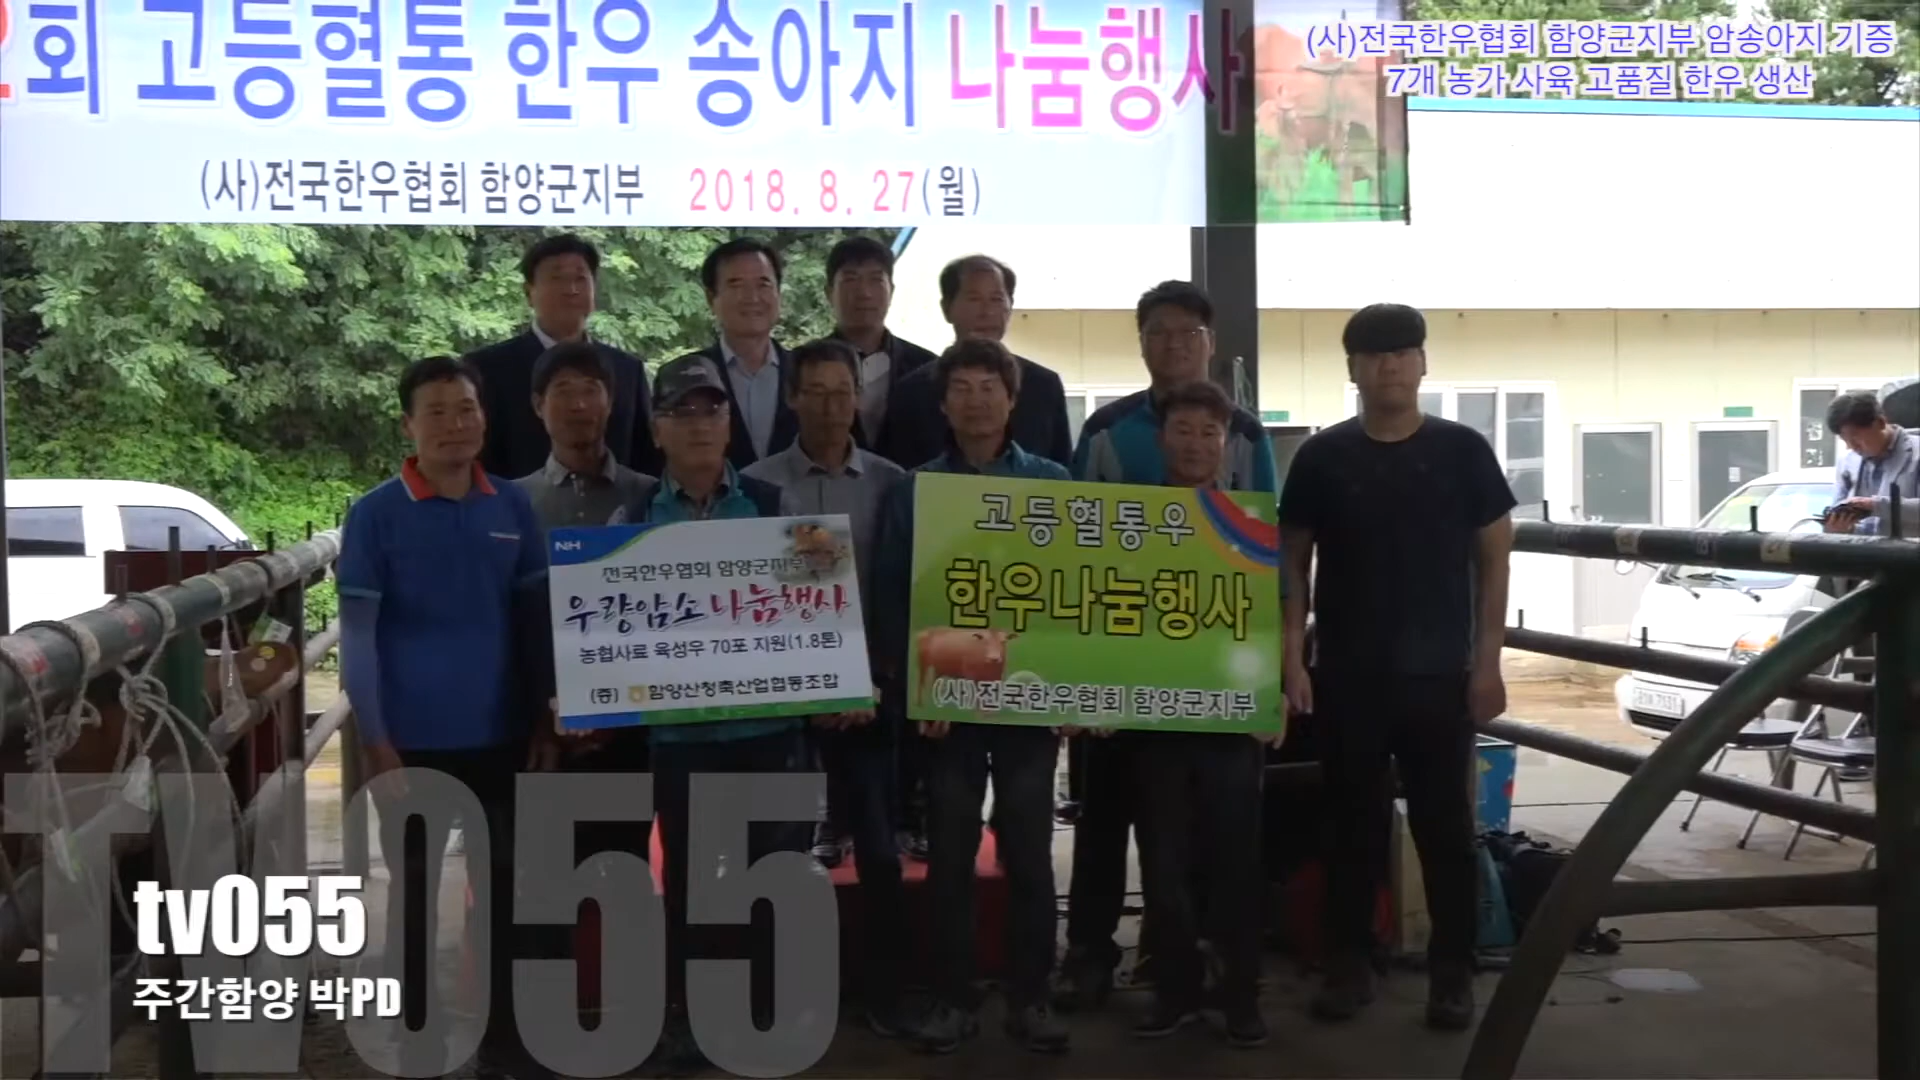 2회 고등혈통 한우 송아지 나눔행사
(사)전국한우협회 함양군지부 2018. 8. 27(월)
(사)전국한우협회 함양군지부 암송아지 기증
7개 농가 사육 고품질 한우 생산
NH
전국한우협회 함양군지부
우량암소 나눔행사
농협사료 육성우 70포 지원(1.8톤)
(증) 함양산청축산업협동조합
고등혈통우
한우나눔행사
(사)전국한우협회 함양군지부
TV055
tv055
주간함양 박PD